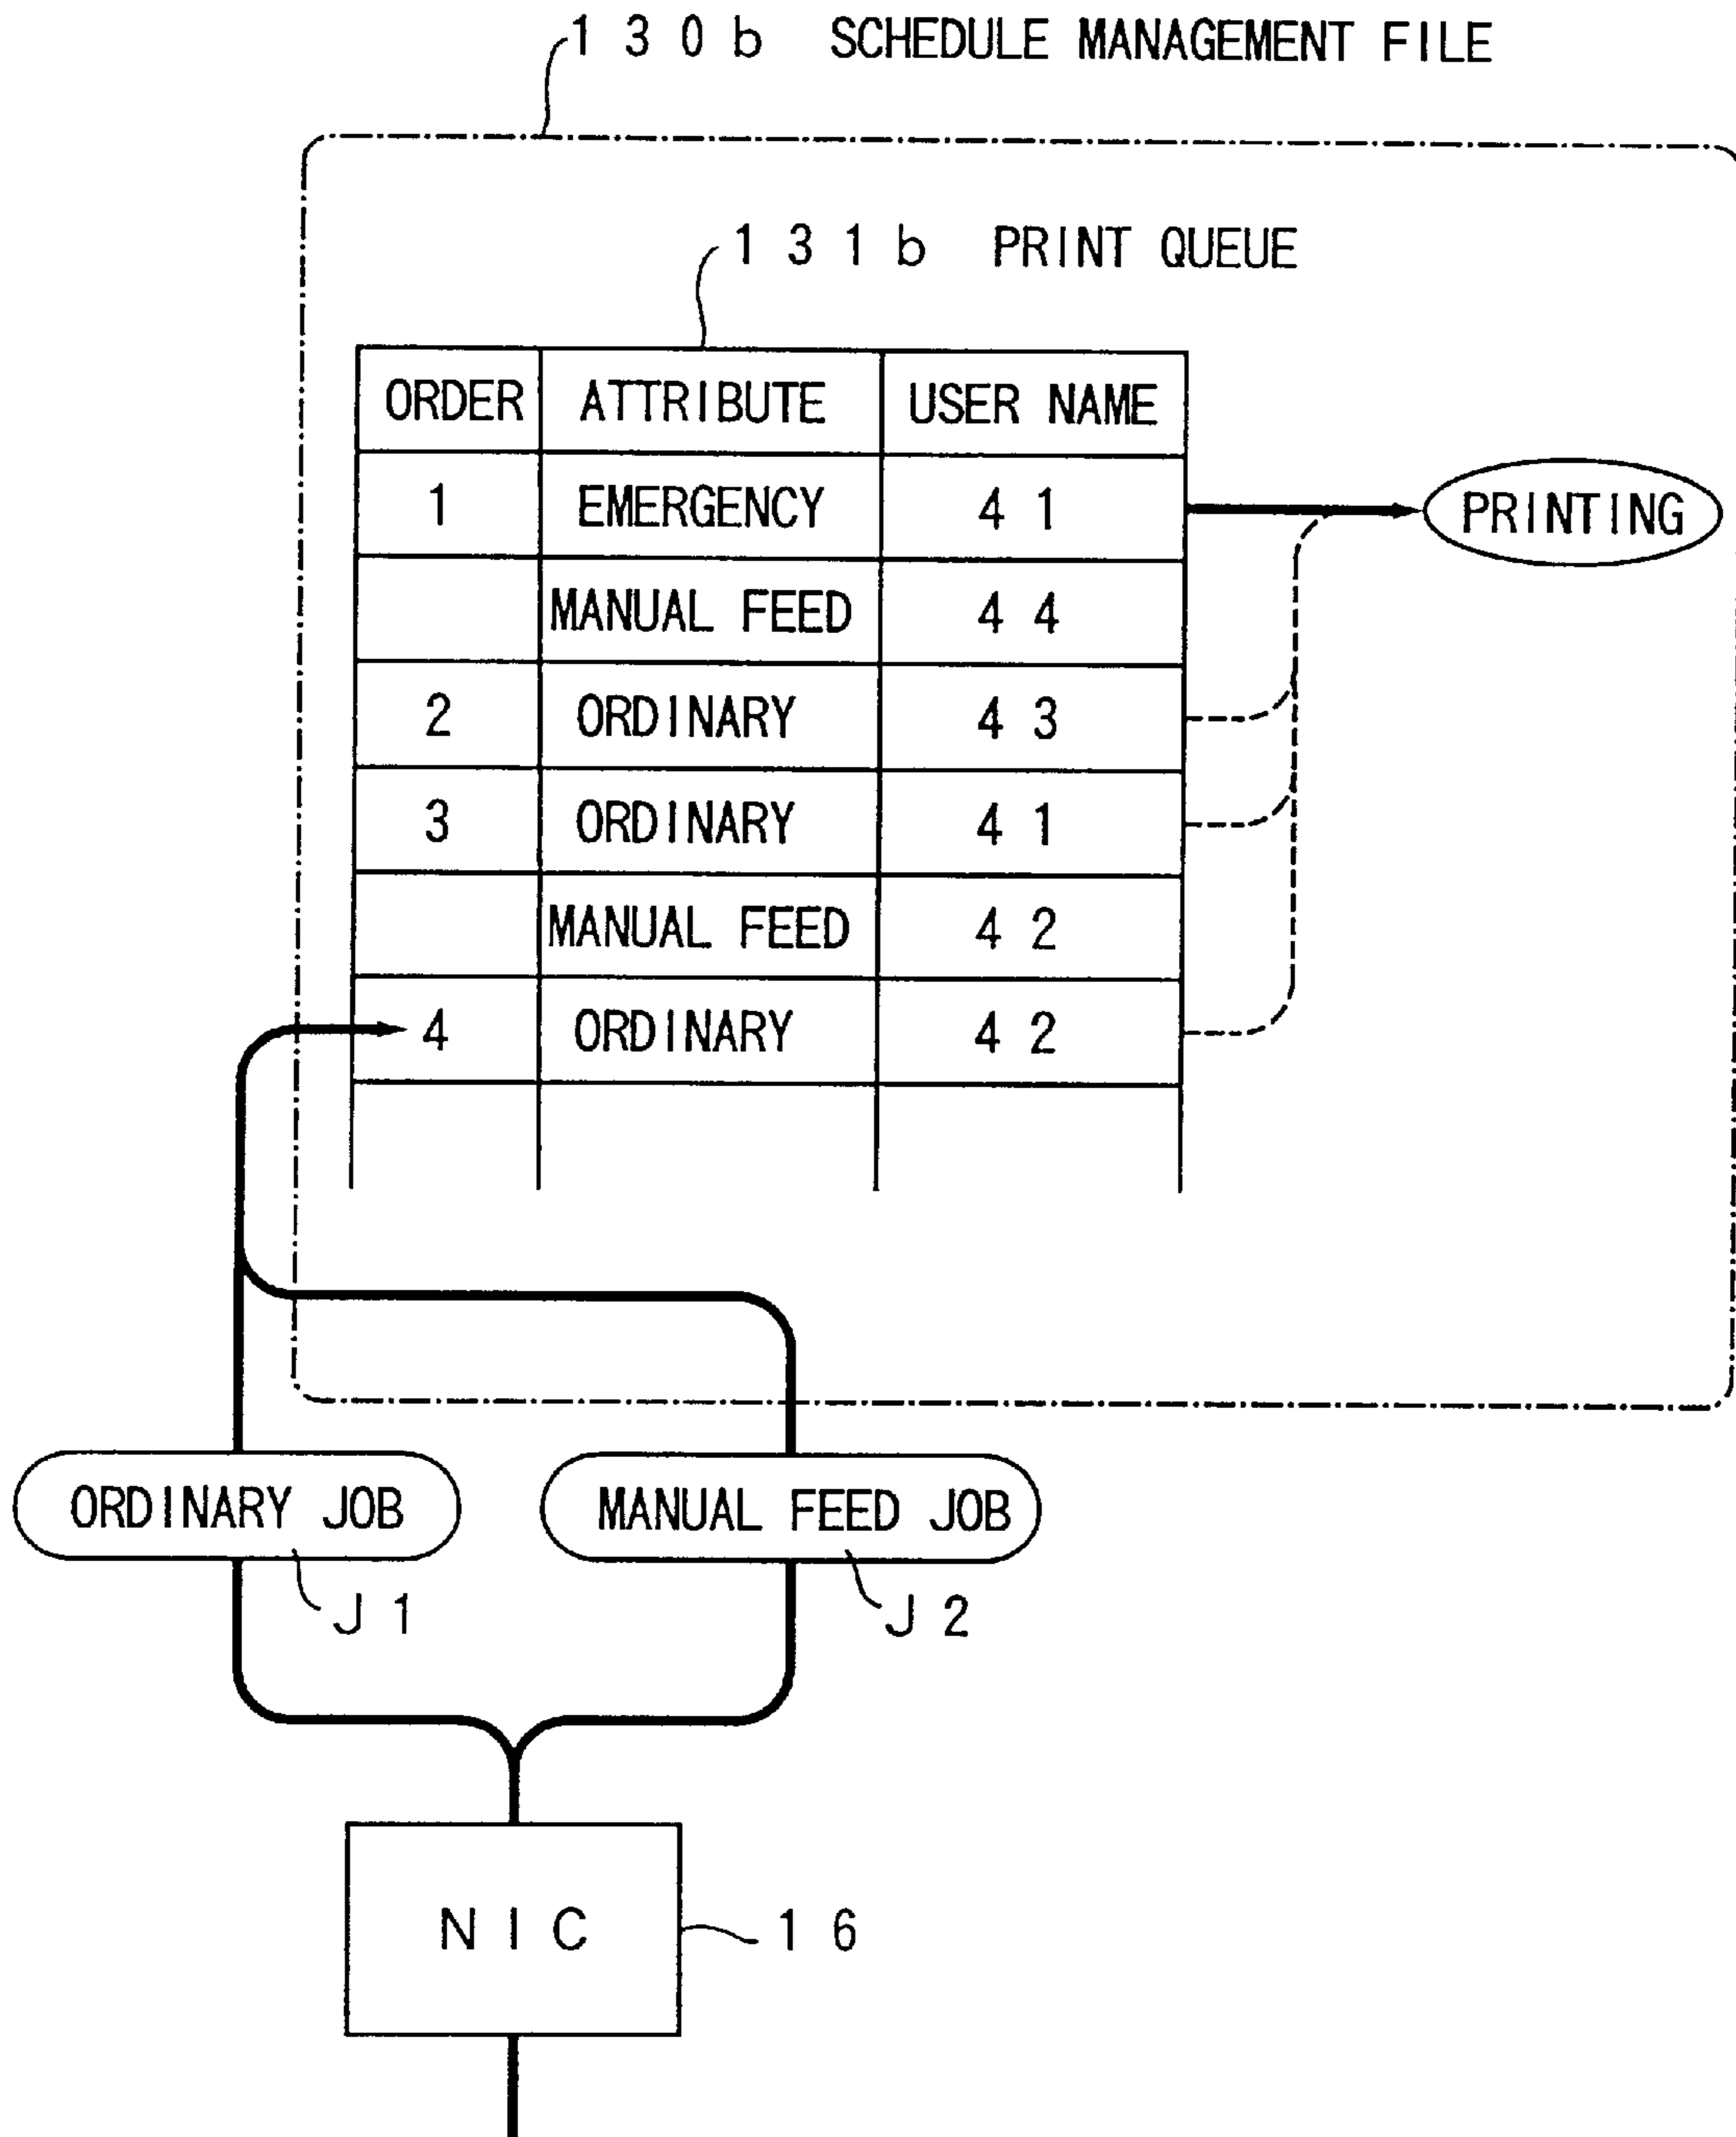 130b SCHEDULE MANAGEMENT FILE
131b PRINT QUEUE
ORDER ATTRIBUTE USER NAME
1 EMERGENCY 41
PRINTING
MANUAL FEED 44
2 ORDINARY 43
3 ORDINARY 41
MANUAL FEED 42
4 ORDINARY 42
ORDINARY JOB MANUAL FEED JOB
J1 J2
NIC 16